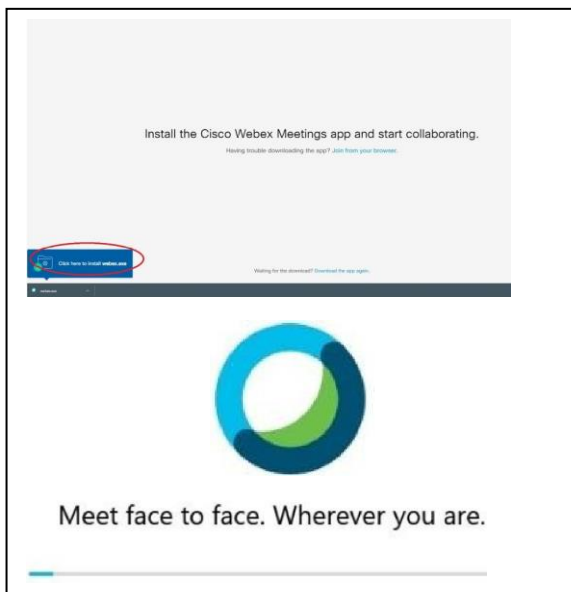 Install the Cisco Webex Meetings app and start collaborating.
Having trouble downloading the app? Join from your browser.
Click here to install webex.exe
Waiting for the download? Download the app again.
webex.exe
Meet face to face. Wherever you are.